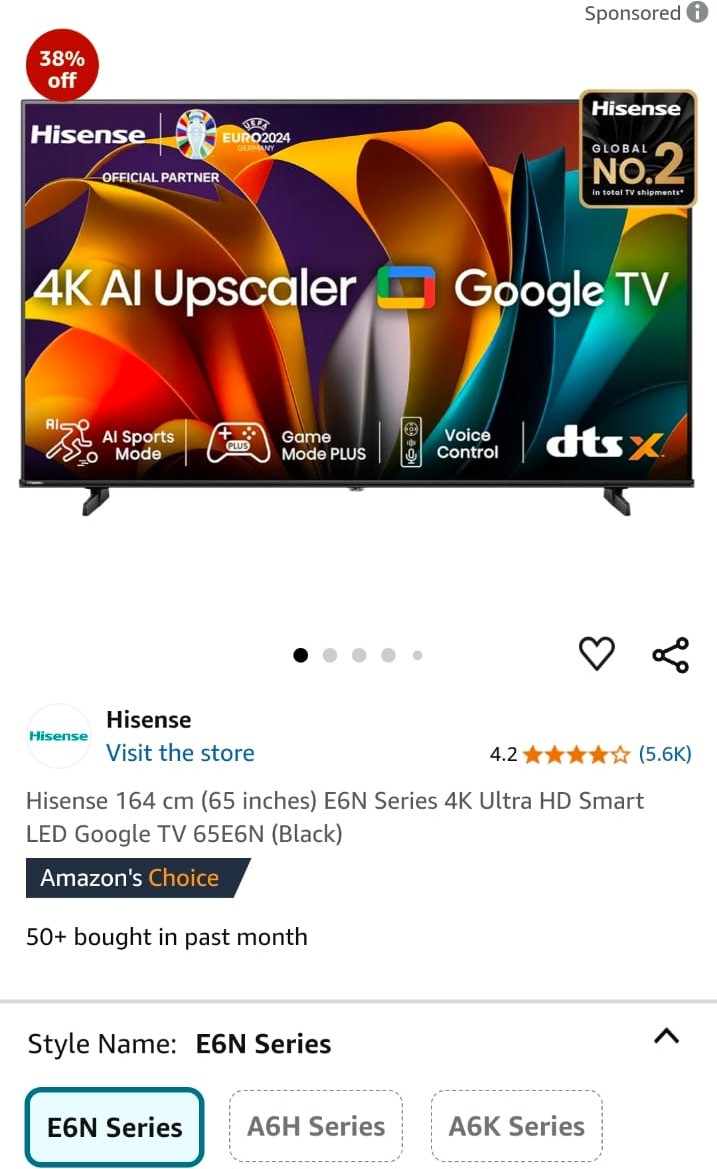 Sponsored
38%
off
Hisense
UEFA
EURO2024
GERMANY
OFFICIAL PARTNER
Hisense
GLOBAL
NO.2
in total TV shipments*
4K AI Upscaler
Google TV
AI
AI Sports
Mode
PLUS
Game
Mode PLUS
Voice
Control
dts X
Hisense
Hisense
Visit the store
4.2
(5.6K)
Hisense 164 cm (65 inches) E6N Series 4K Ultra HD Smart
LED Google TV 65E6N (Black)
Amazon's Choice
50+ bought in past month
Style Name: E6N Series
E6N Series
A6H Series
A6K Series